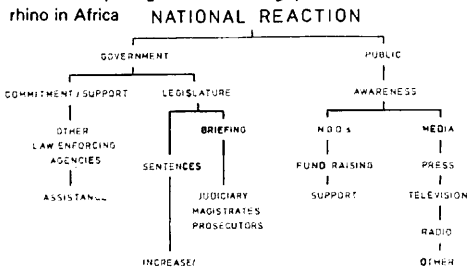 rhino in Africa
NATIONAL REACTION
GOVERNMENT
PUBLIC
COMMITMENT/SUPPORT
LEGISLATURE
AWARENESS
OTHER
LAW ENFORCING
AGENCIES
BRIEFING
N.G.O.s
MEDIA
SENTENCES
FUND RAISING
PRESS
ASSISTANCE
JUDICIARY
MAGISTRATES
PROSECUTORS
SUPPORT
TELEVISION
RADIO
INCREASE/
OTHER